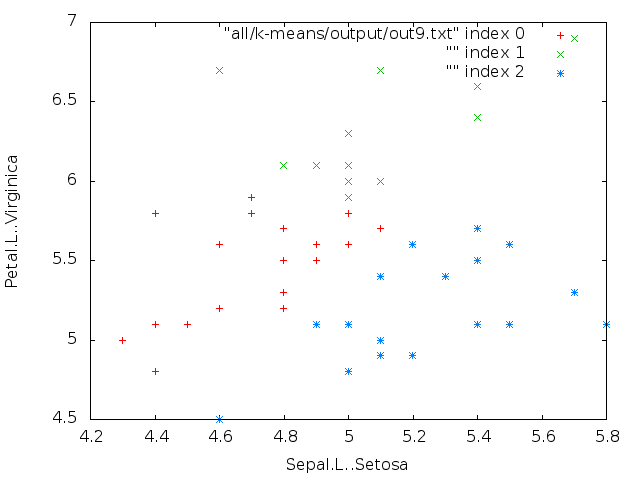 "all/k-means/output/out9.txt" index 0
"" index 1
"" index 2
7
6.5
6
5.5
5
4.5
Petal.L..Virginica
4.2 4.4 4.6 4.8 5 5.2 5.4 5.6 5.8
Sepal.L..Setosa